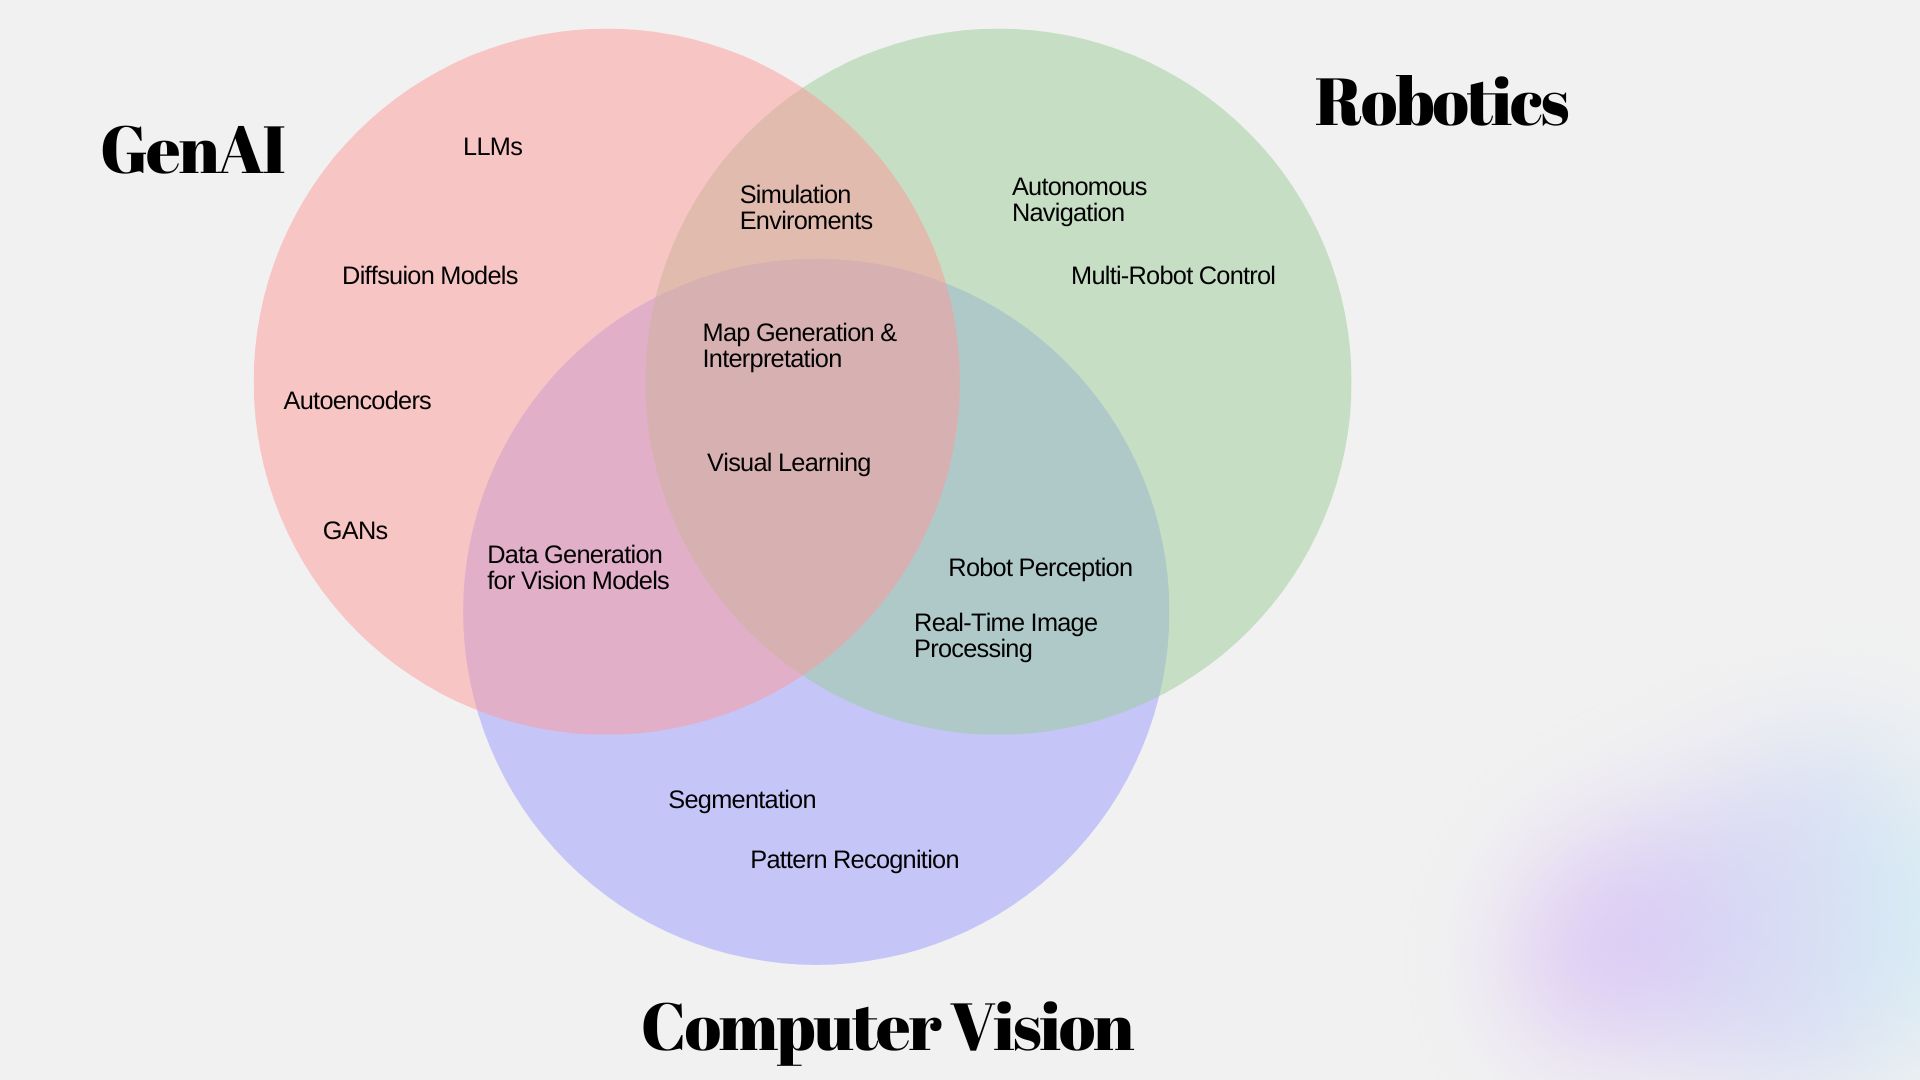 GenAI
Robotics
LLMs
Simulation
Enviroments
Autonomous
Navigation
Diffsuion Models
Multi-Robot Control
Map Generation &
Interpretation
Autoencoders
Visual Learning
GANs
Data Generation
for Vision Models
Robot Perception
Real-Time Image
Processing
Segmentation
Pattern Recognition
Computer Vision